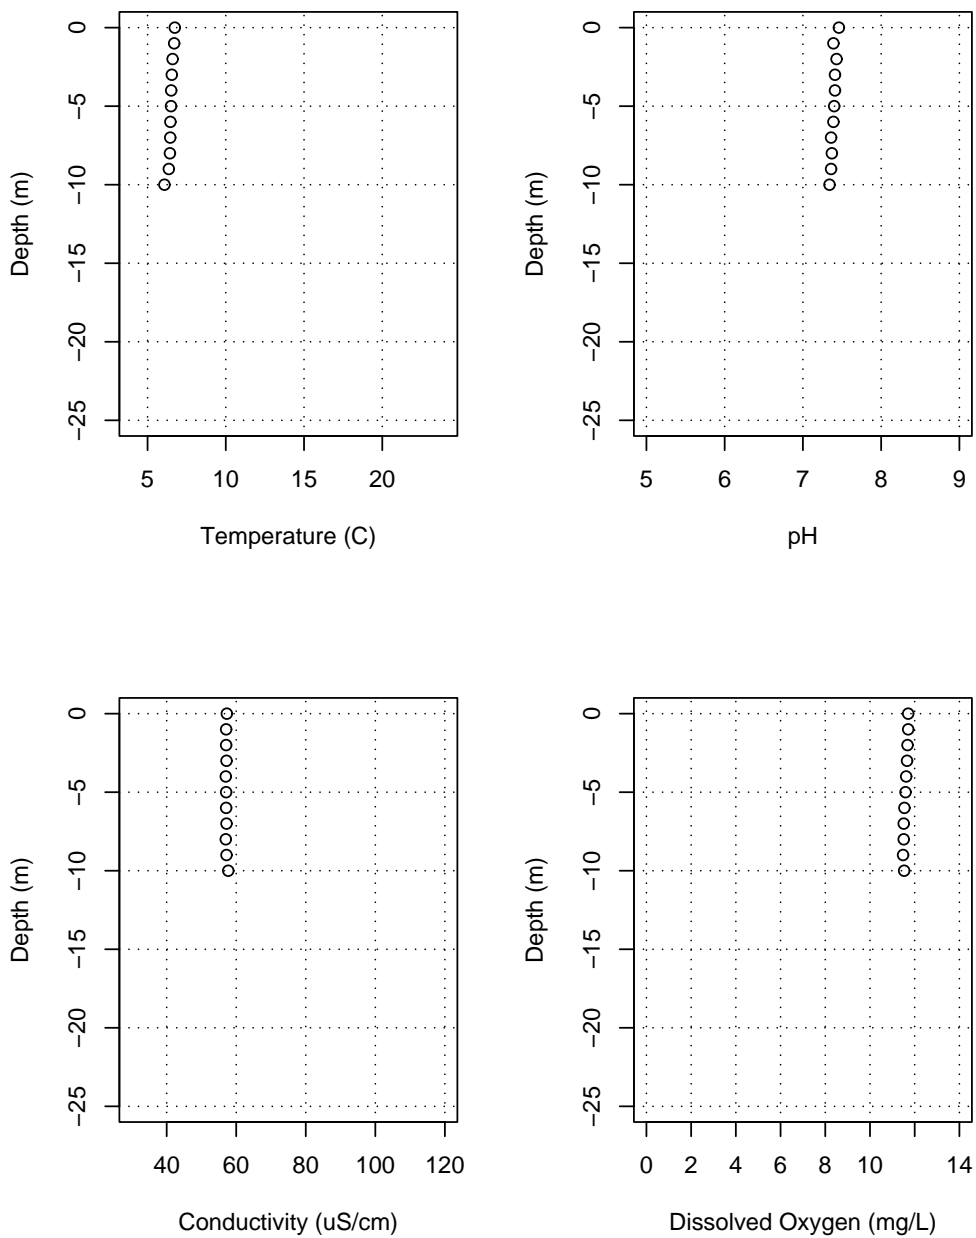 0
−5
−10
−15
−20
−25
Depth (m)
5 10 15 20
Temperature (C)
0
−5
−10
−15
−20
−25
Depth (m)
5 6 7 8 9
pH
0
−5
−10
−15
−20
−25
Depth (m)
40 60 80 100 120
Conductivity (uS/cm)
0
−5
−10
−15
−20
−25
Depth (m)
0 2 4 6 8 10 14
Dissolved Oxygen (mg/L)